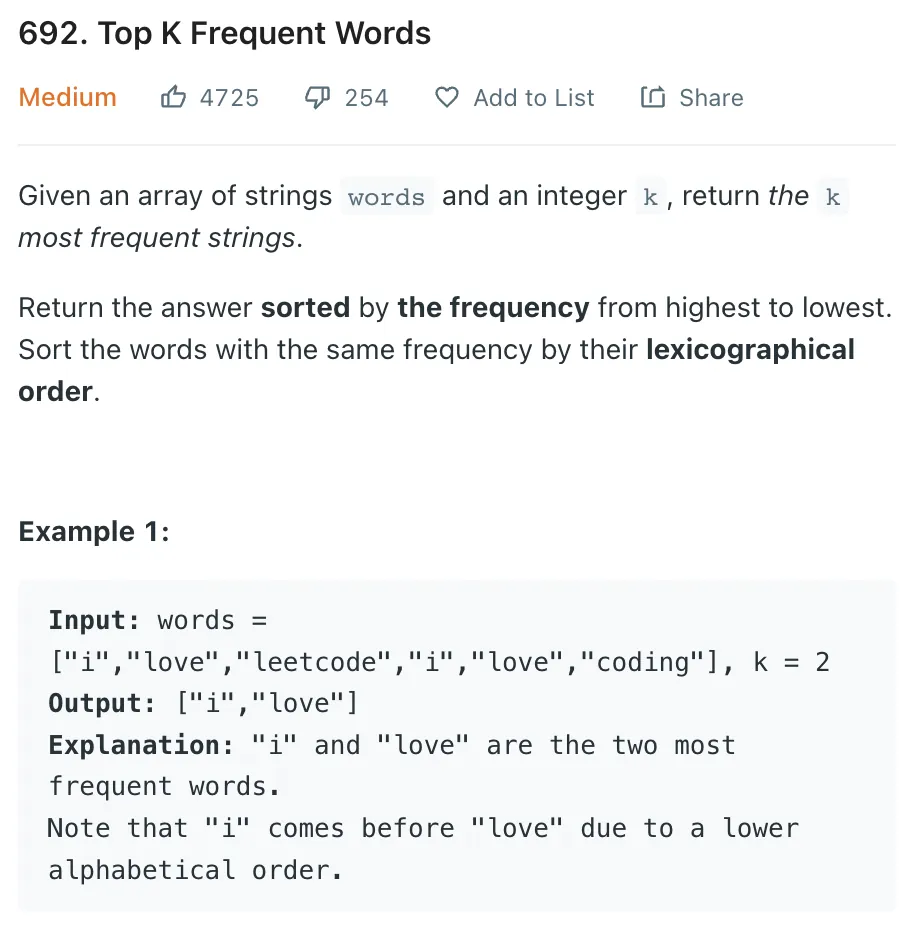 692. Top K Frequent Words
Medium 4725 254 Add to List Share
Given an array of strings words and an integer k, return the k
most frequent strings.
Return the answer sorted by the frequency from highest to lowest.
Sort the words with the same frequency by their lexicographical
order.
Example 1:
Input: words =
["i","love","leetcode","i","love","coding"], k = 2
Output: ["i","love"]
Explanation: "i" and "love" are the two most
frequent words.
Note that "i" comes before "love" due to a lower
alphabetical order.